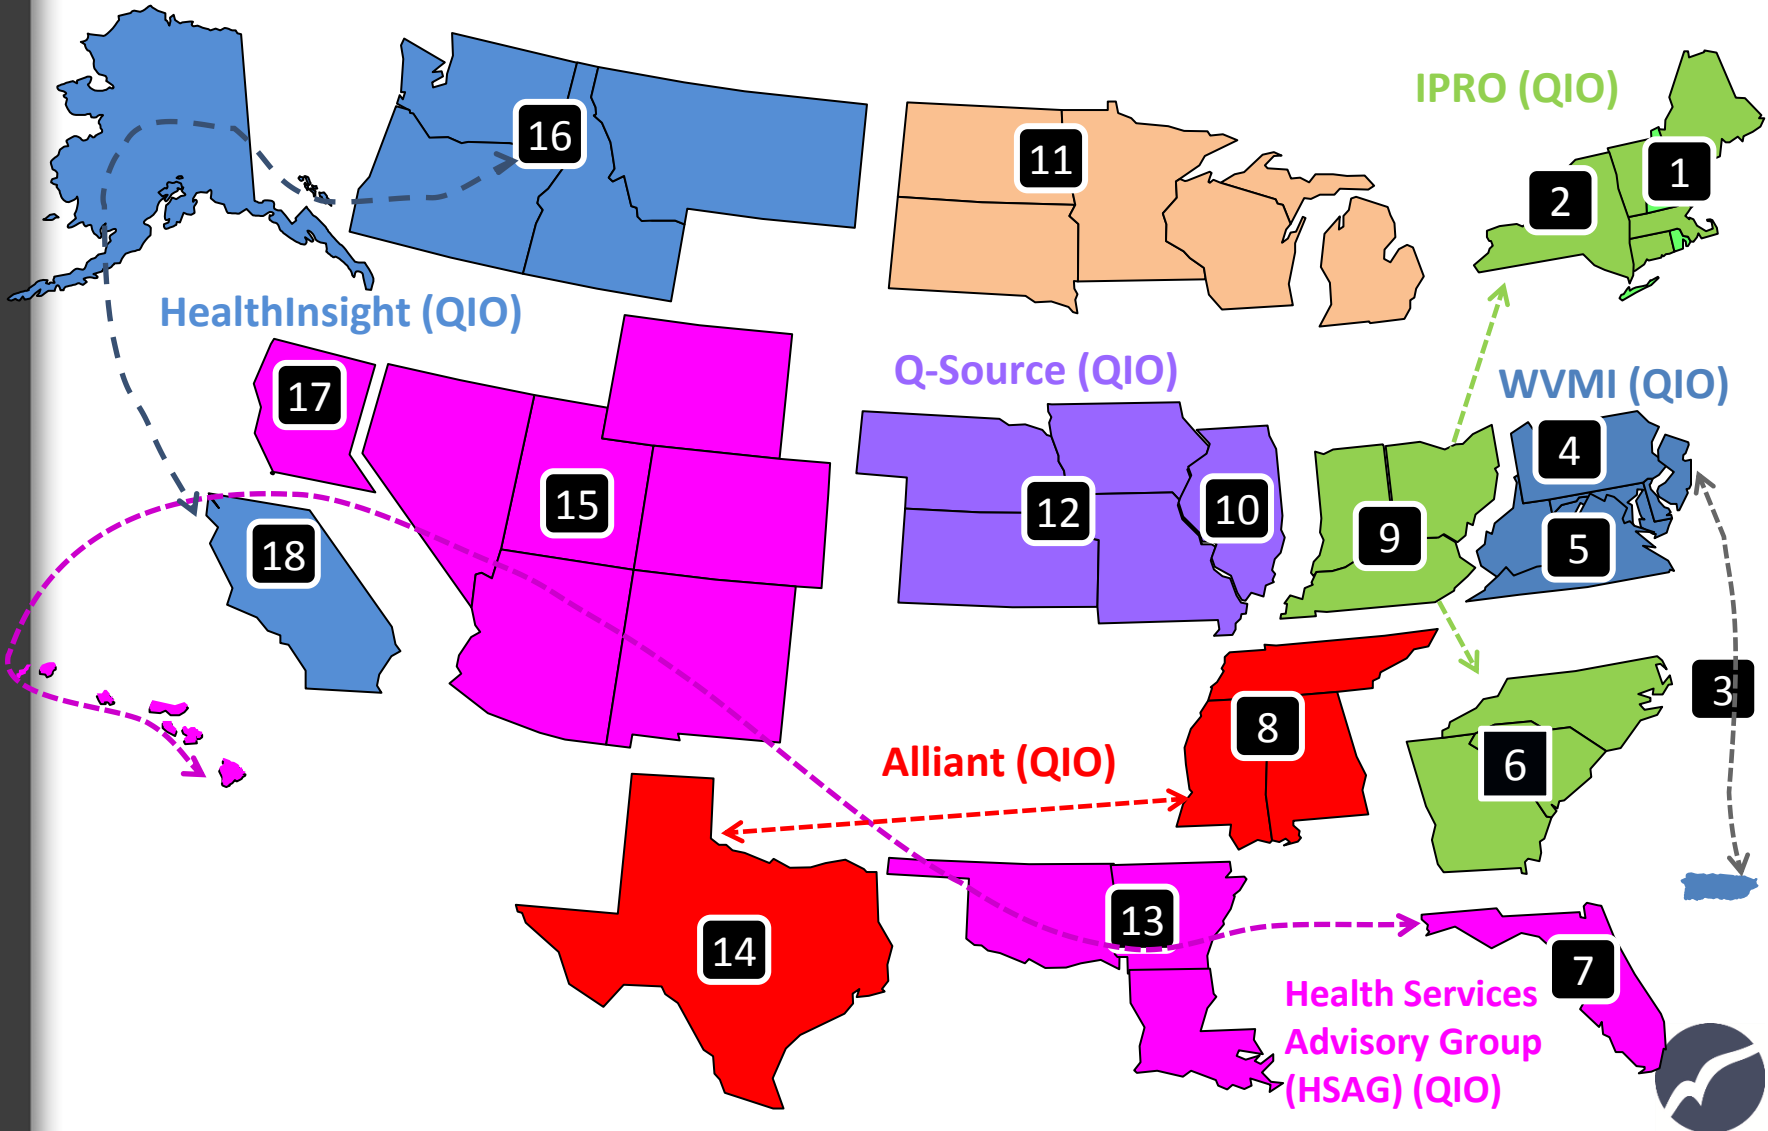 IPRO (QIO)
16
11
1
2
HealthInsight (QIO)
Q-Source (QIO)
WVMI (QIO)
17
4
15
12
10
9
5
18
3
8
Alliant (QIO)
6
13
14
7
Health Services
Advisory Group
(HSAG) (QIO)